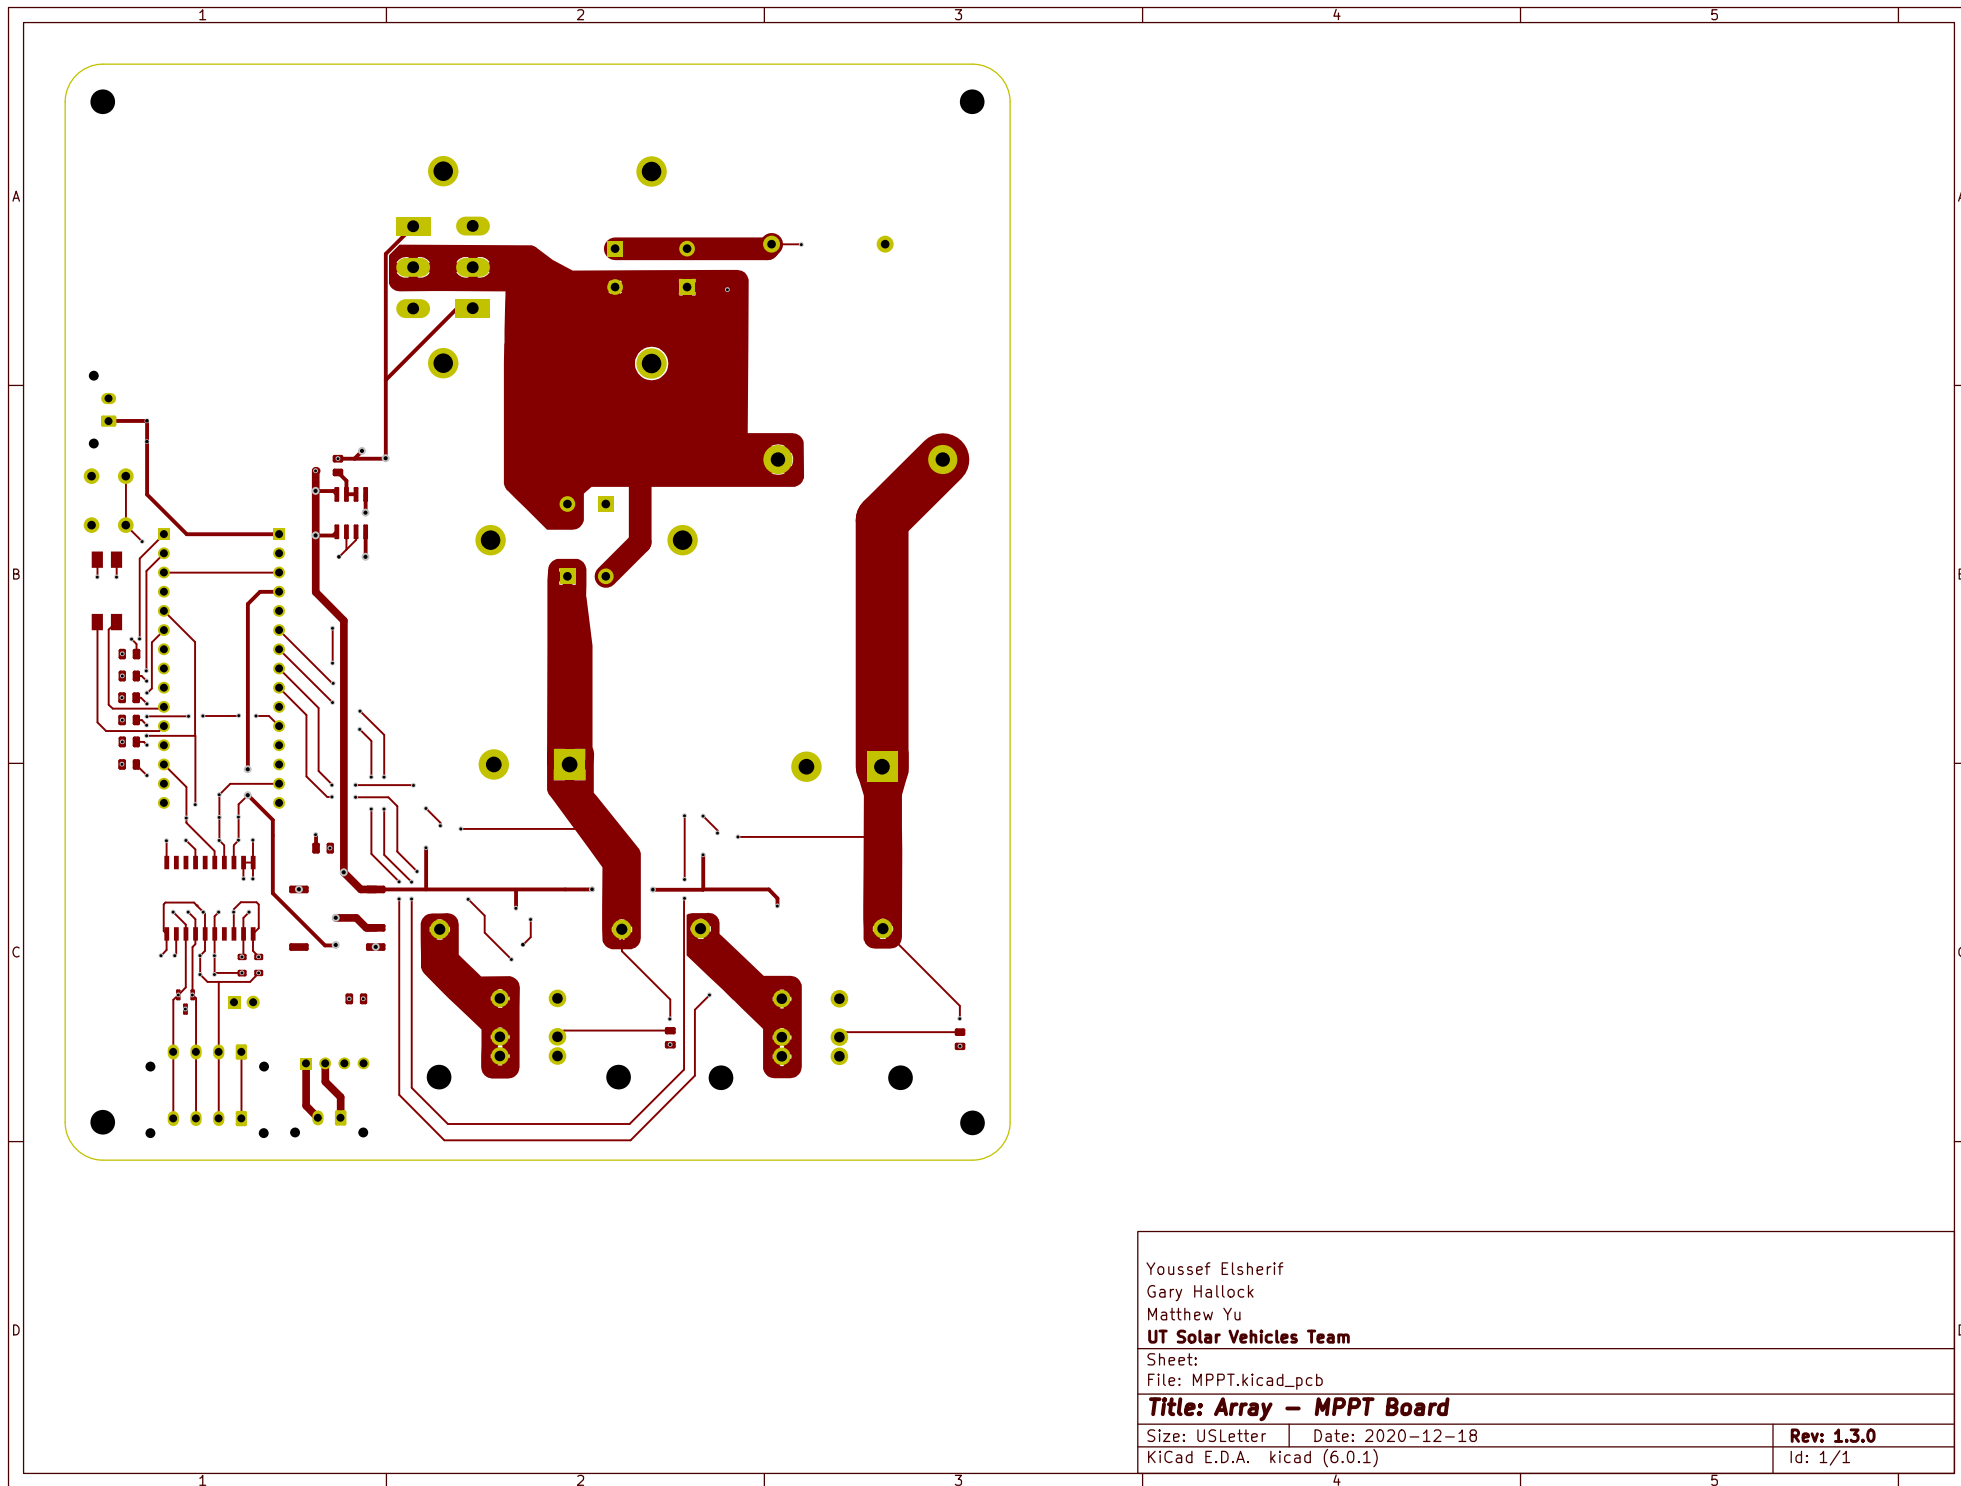 1 2 3 4 5
A A
B B
C C
D D
Youssef Elsherif
Gary Hallock
Matthew Yu
UT Solar Vehicles Team
Sheet:
File: MPPT.kicad_pcb
Title: Array − MPPT Board
Size: USLetter Date: 2020−12−18 Rev: 1.3.0
KiCad E.D.A. kicad (6.0.1) Id: 1/1
1 2 3 4 5